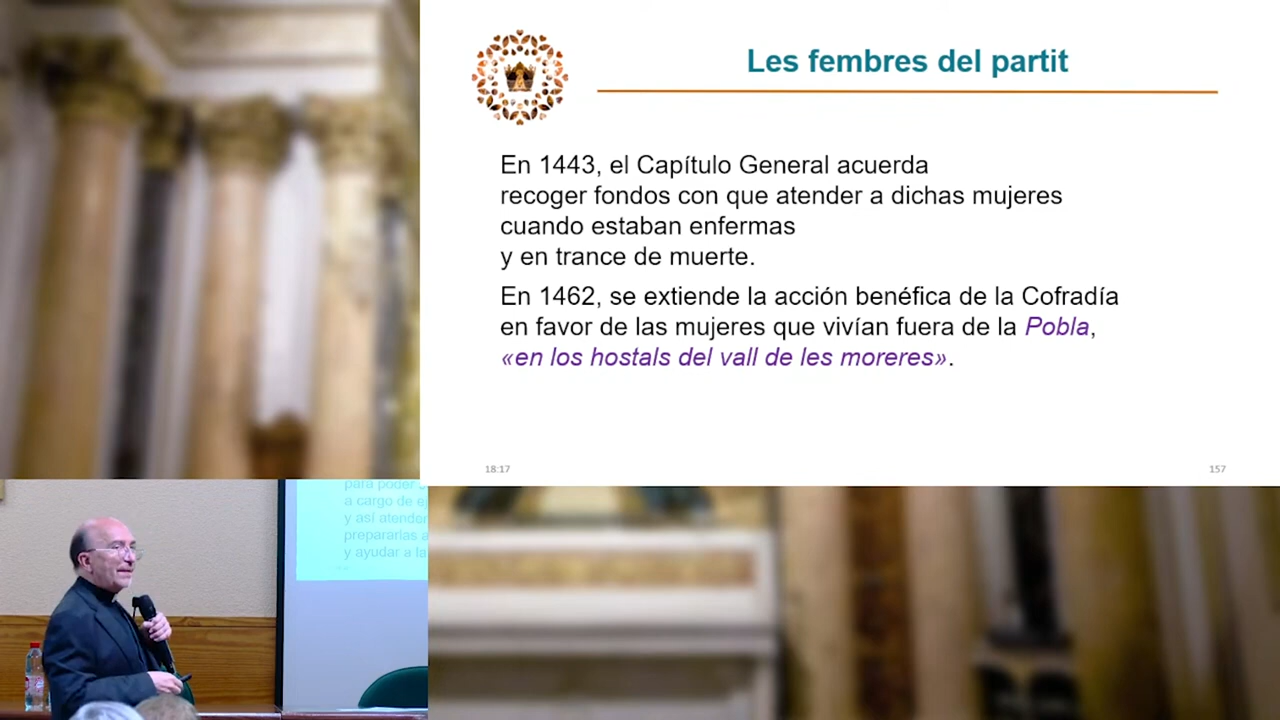 Les fembres del partit
En 1443, el Capítulo General acuerda
recoger fondos con que atender a dichas mujeres
cuando estaban enfermas
y en trance de muerte.
En 1462, se extiende la acción benéfica de la Cofradía
en favor de las mujeres que vivían fuera de la Pobla,
«en los hostals del vall de les moreres».
18:17
157
para poder
a cargo de
y así atender
prepararlas a
y ayudar a la